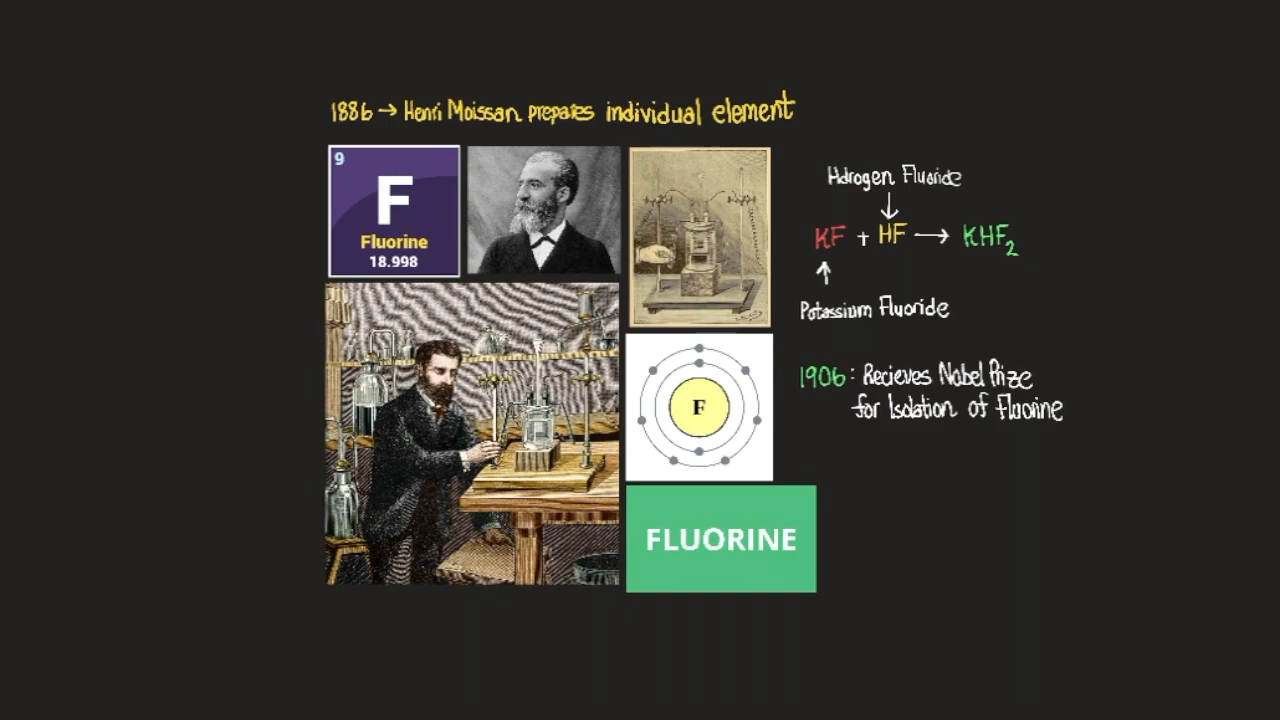 1886 → Henri Moissan prepares individual element
9
F
Fluorine
18.998
Hdrogen Fluoride
KF + HF → KHF₂
Potassium Fluoride
1906: Recieves Nobel Prize
for Isolation of Fluorine
F
FLUORINE